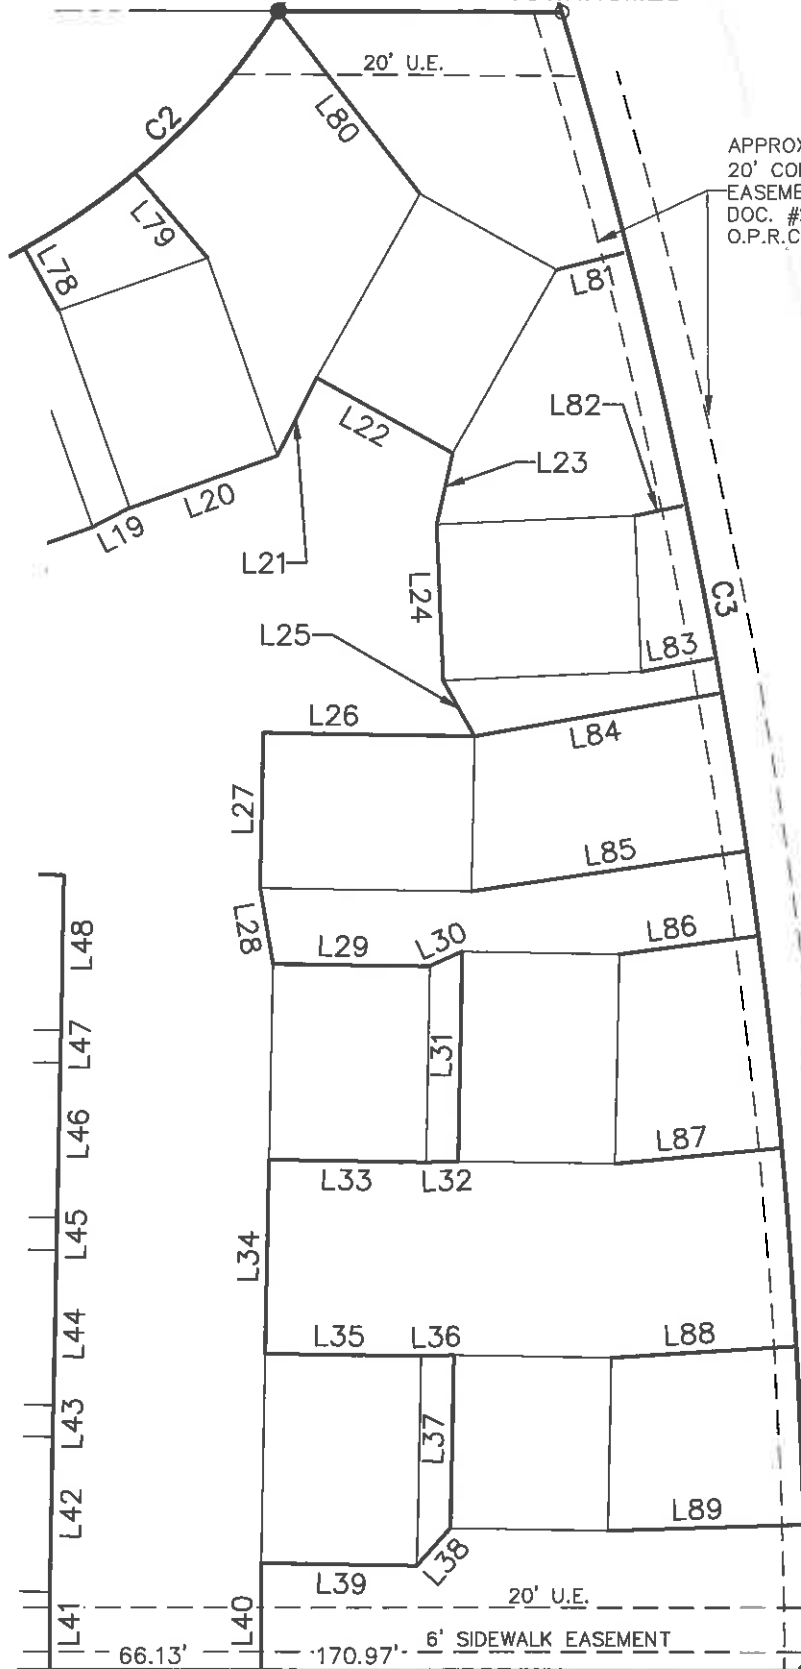 20' U.E.
C2
L80
APPROX
20' CO
EASEME
DOC. #
O.P.R.C
L79
L78
L81
L82
L22
L23
L20
L19
L21
L24
C3
L25
L83
L26
L84
L27
L85
L48
L28
L29
L30
L86
L47
L31
L46
L87
L33
L32
L45
L34
L44
L35
L36
L88
L43
L37
L42
L89
L38
L39
20' U.E.
L41
L40
6' SIDEWALK EASEMENT
66.13'
170.97'